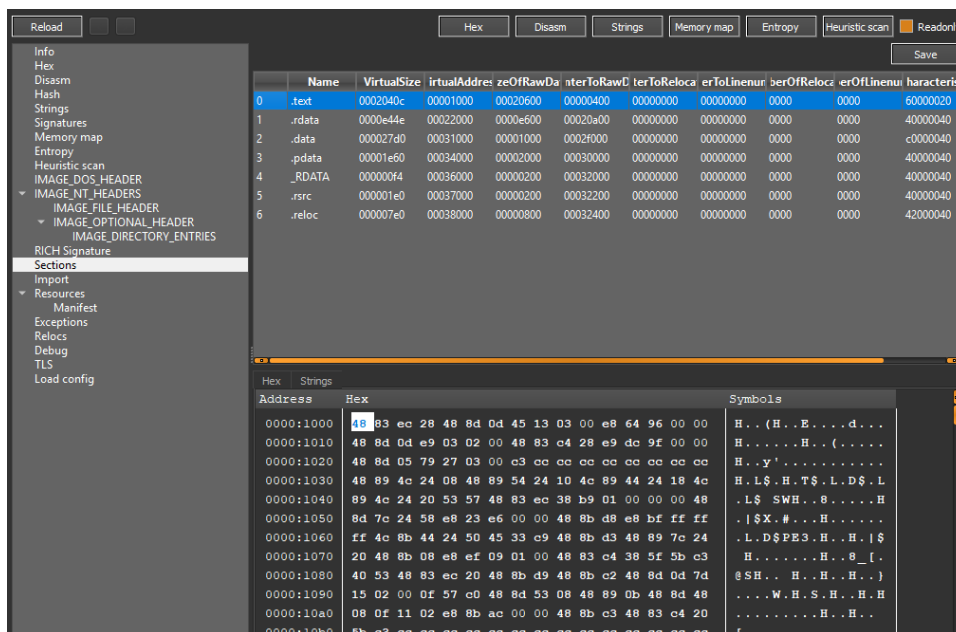 Reload Hex Disasm Strings Memory map Entropy Heuristic scan Readonl
Save
Info
Hex
Disasm
Hash
Strings
Signatures
Memory map
Entropy
Heuristic scan
IMAGE_DOS_HEADER
IMAGE_NT_HEADERS
IMAGE_FILE_HEADER
IMAGE_OPTIONAL_HEADER
IMAGE_DIRECTORY_ENTRIES
RICH Signature
Sections
Import
Resources
Manifest
Exceptions
Relocs
Debug
TLS
Load config
Name VirtualSize irtualAddres zeOfRawDa nterToRawD terToReloca erToLinenum berOfReloca erOfLinenu haracteris
0 .text 0002040c 00001000 00020600 00000400 00000000 00000000 0000 0000 60000020
1 .rdata 0000e44e 00022000 0000e600 00020a00 00000000 00000000 0000 0000 40000040
2 .data 000027d0 00031000 00001000 0002f000 00000000 00000000 0000 0000 c0000040
3 .pdata 00001e60 00034000 00002000 00030000 00000000 00000000 0000 0000 40000040
4 _RDATA 000000f4 00036000 00000200 00032000 00000000 00000000 0000 0000 40000040
5 .rsrc 000001e0 00037000 00000200 00032200 00000000 00000000 0000 0000 40000040
6 .reloc 000007e0 00038000 00000800 00032400 00000000 00000000 0000 0000 42000040
Hex Strings
Address Hex Symbols
0000:1000 48 83 ec 28 48 8d 0d 45 13 03 00 e8 64 96 00 00 H..(H..E....d...
0000:1010 48 8d 0d e9 03 02 00 48 83 c4 28 e9 dc 9f 00 00 H......H..(.....
0000:1020 48 8d 05 79 27 03 00 c3 cc cc cc cc cc cc cc cc H..y'...........
0000:1030 48 89 4c 24 08 48 89 54 24 10 4c 89 44 24 18 4c H.L$.H.T$.L.D$.L
0000:1040 89 4c 24 20 53 57 48 83 ec 38 b9 01 00 00 00 48 .L$ SWH..8.....H
0000:1050 8d 7c 24 58 e8 23 e6 00 00 48 8b d8 e8 bf ff ff .|$X.#...H......
0000:1060 ff 4c 8b 44 24 50 45 33 c9 48 8b d3 48 89 7c 24 .L.D$PE3.H..H.|$
0000:1070 20 48 8b 08 e8 ef 09 01 00 48 83 c4 38 5f 5b c3 H.......H..8_[.
0000:1080 40 53 48 83 ec 20 48 8b d9 48 8b c2 48 8d 0d 7d @SH.. H..H..H..}
0000:1090 15 02 00 0f 57 c0 48 8d 53 08 48 89 0b 48 8d 48 ....W.H.S.H..H.H
0000:10a0 08 0f 11 02 e8 8b ac 00 00 48 8b c3 48 83 c4 20 .........H..H..